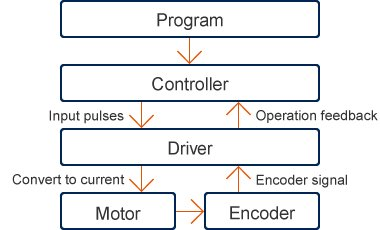 Program
Controller
Input pulses
Operation feedback
Driver
Convert to current
Encoder signal
Motor
Encoder